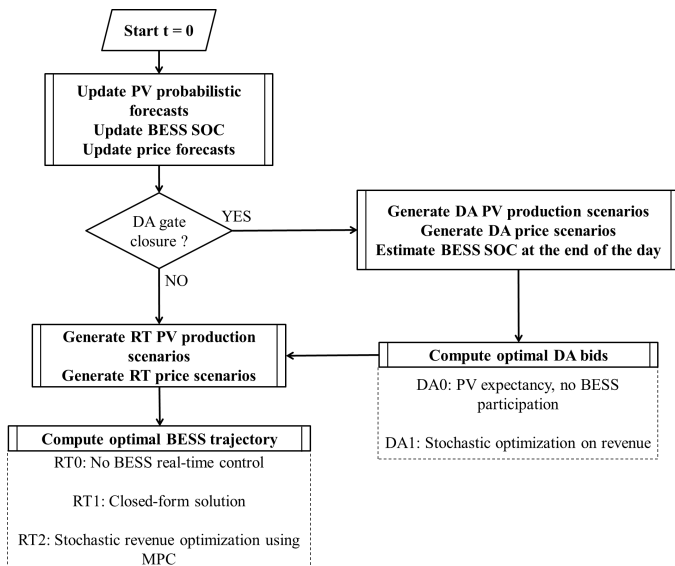 Start t = 0
Update PV probabilistic
forecasts
Update BESS SOC
Update price forecasts
DA gate
closure ?
YES
NO
Generate DA PV production scenarios
Generate DA price scenarios
Estimate BESS SOC at the end of the day
Compute optimal DA bids
DA0: PV expectancy, no BESS
participation
DA1: Stochastic optimization on revenue
Generate RT PV production
scenarios
Generate RT price scenarios
Compute optimal BESS trajectory
RT0: No BESS real-time control
RT1: Closed-form solution
RT2: Stochastic revenue optimization using
MPC